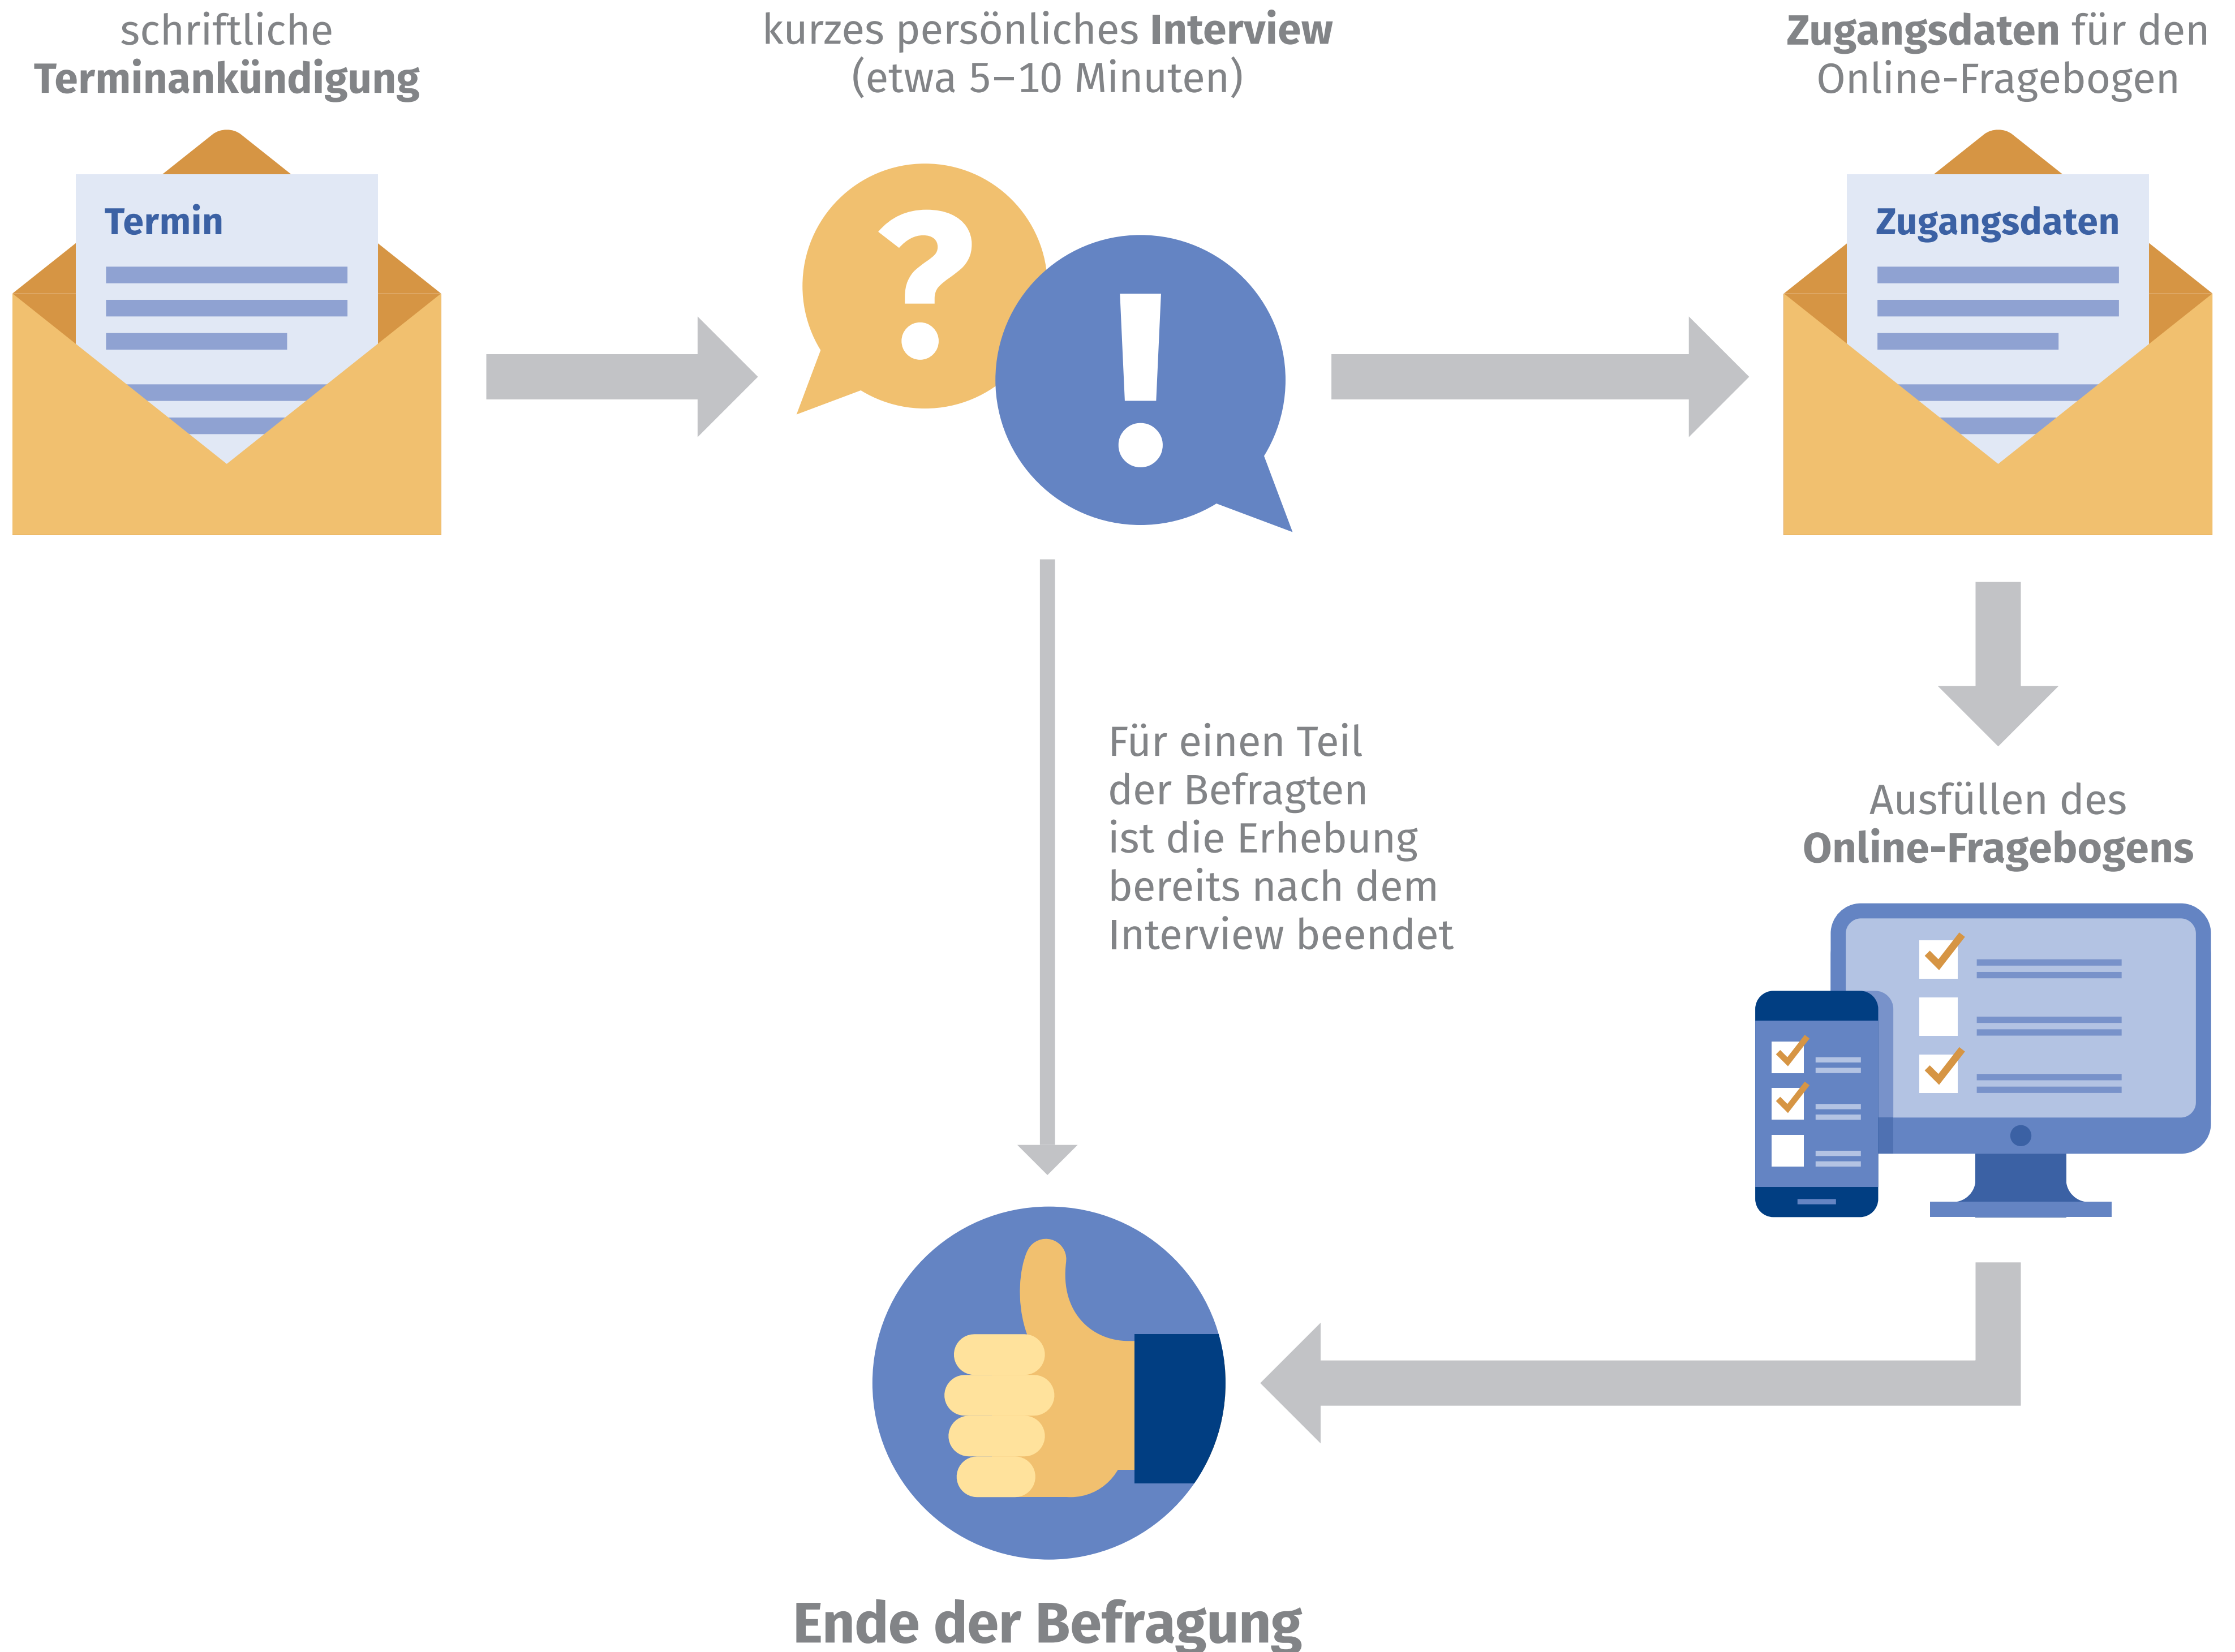 schriftliche
Terminankündigung
Termin
kurzes persönliches Interview
(etwa 5–10 Minuten)
Zugangsdaten für den
Online-Fragebogen
Zugangsdaten
Für einen Teil
der Befragten
ist die Erhebung
bereits nach dem
Interview beendet
Ausfüllen des
Online-Fragebogens
Ende der Befragung